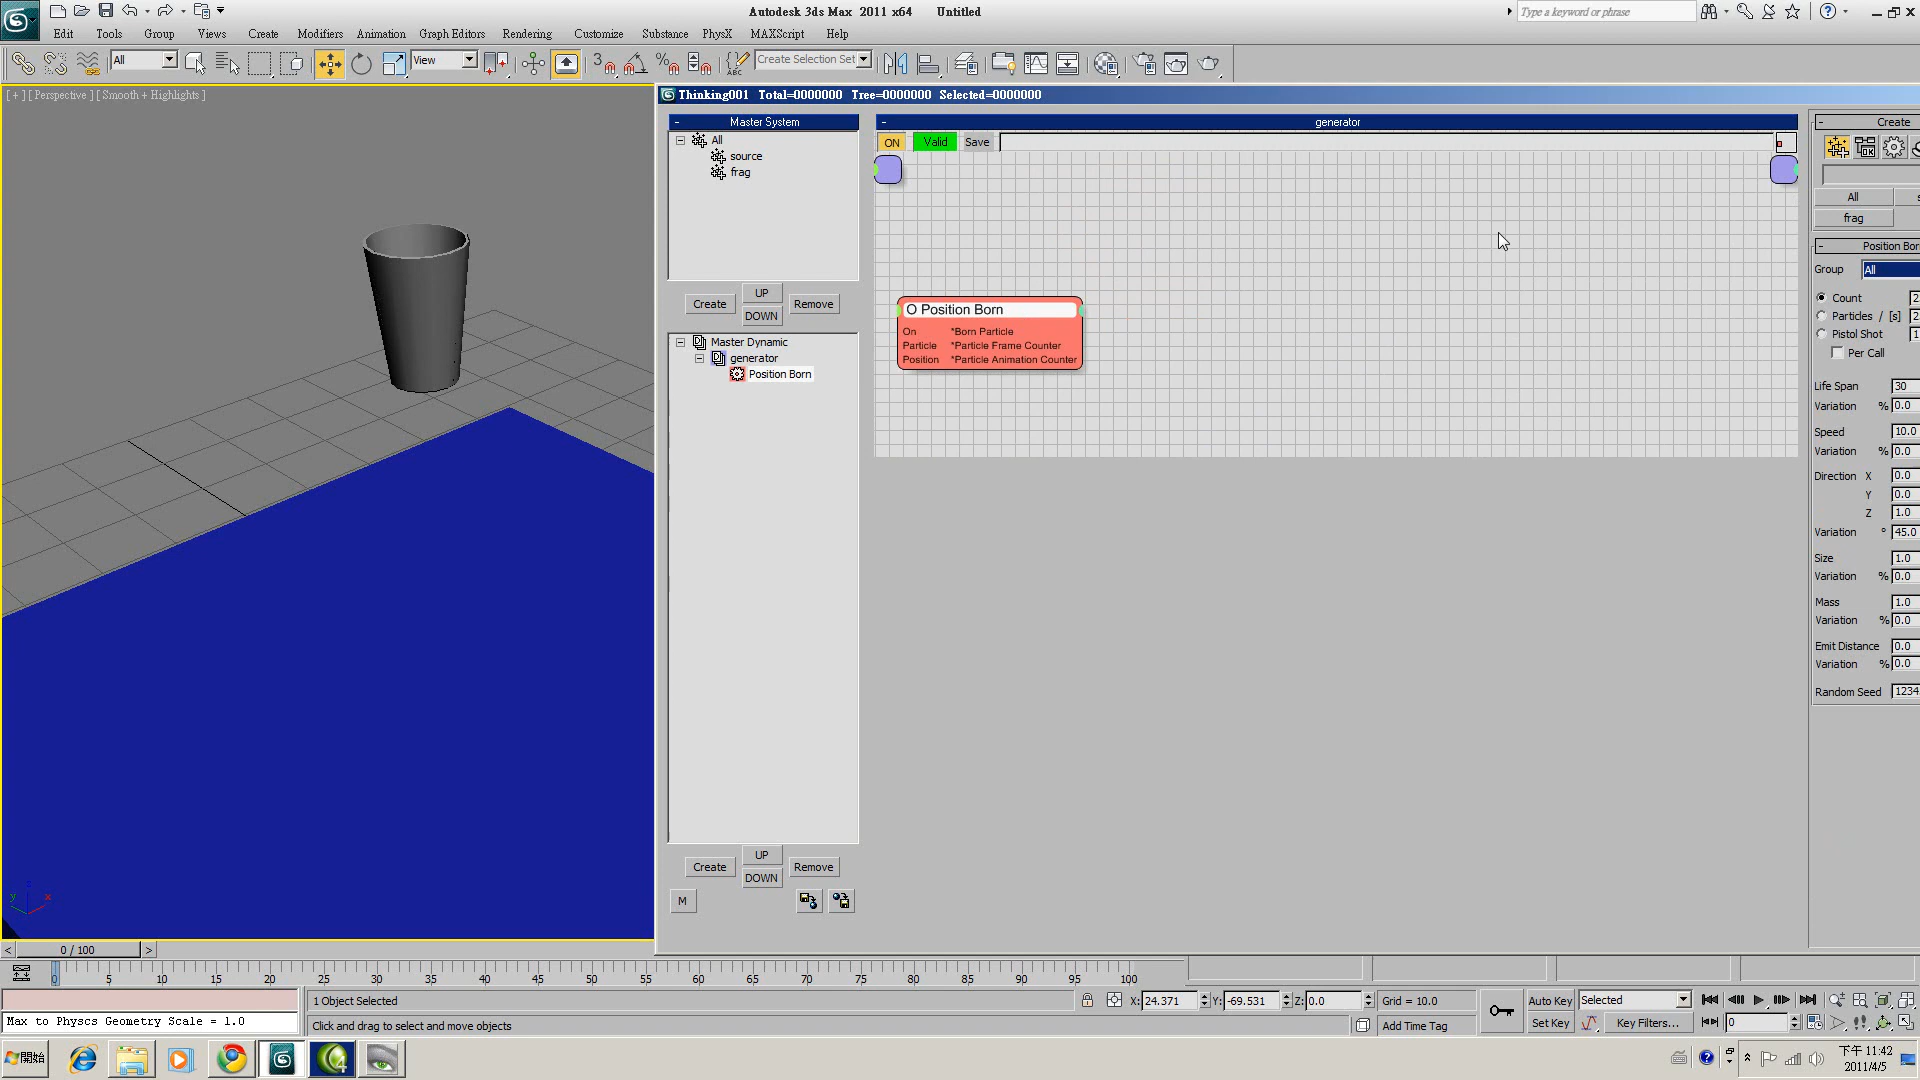 Autodesk 3ds Max 2011 x64 Untitled
Type a keyword or phrase
Edit Tools Group Views Create Modifiers Animation Graph Editors Rendering Customize Substance PhysX MAXScript Help
All View Create Selection Set
[ + ] [ Perspective ] [ Smooth + Highlights ]
Thinking001 Total=0000000 Tree=0000000 Selected=0000000
Master System
All
source
frag
Create UP Remove
DOWN
Master Dynamic
generator
Position Born
Create UP Remove
DOWN
M
generator
ON Valid Save
O Position Born
On *Born Particle
Particle *Particle Frame Counter
Position *Particle Animation Counter
Create
All
frag
Position Bor
Group All
Count 2
Particles / [s] 2
Pistol Shot 1
Per Call
Life Span 30
Variation % 0.0
Speed 10.0
Variation % 0.0
Direction X 0.0
Y 0.0
Z 1.0
Variation ° 45.0
Size 1.0
Variation % 0.0
Mass 1.0
Variation % 0.0
Emit Distance 0.0
Variation % 0.0
Random Seed 1234
y x
< 0 / 100 >
0 5 10 15 20 25 30 35 40 45 50 55 60 65 70 75 80 85 90 95 100
1 Object Selected X: 24.371 Y: -69.531 Z: 0.0 Grid = 10.0 Auto Key Selected
Max to Physcs Geometry Scale = 1.0 Click and drag to select and move objects Add Time Tag Set Key Key Filters... 0
開始
下午 11:42
2011/4/5